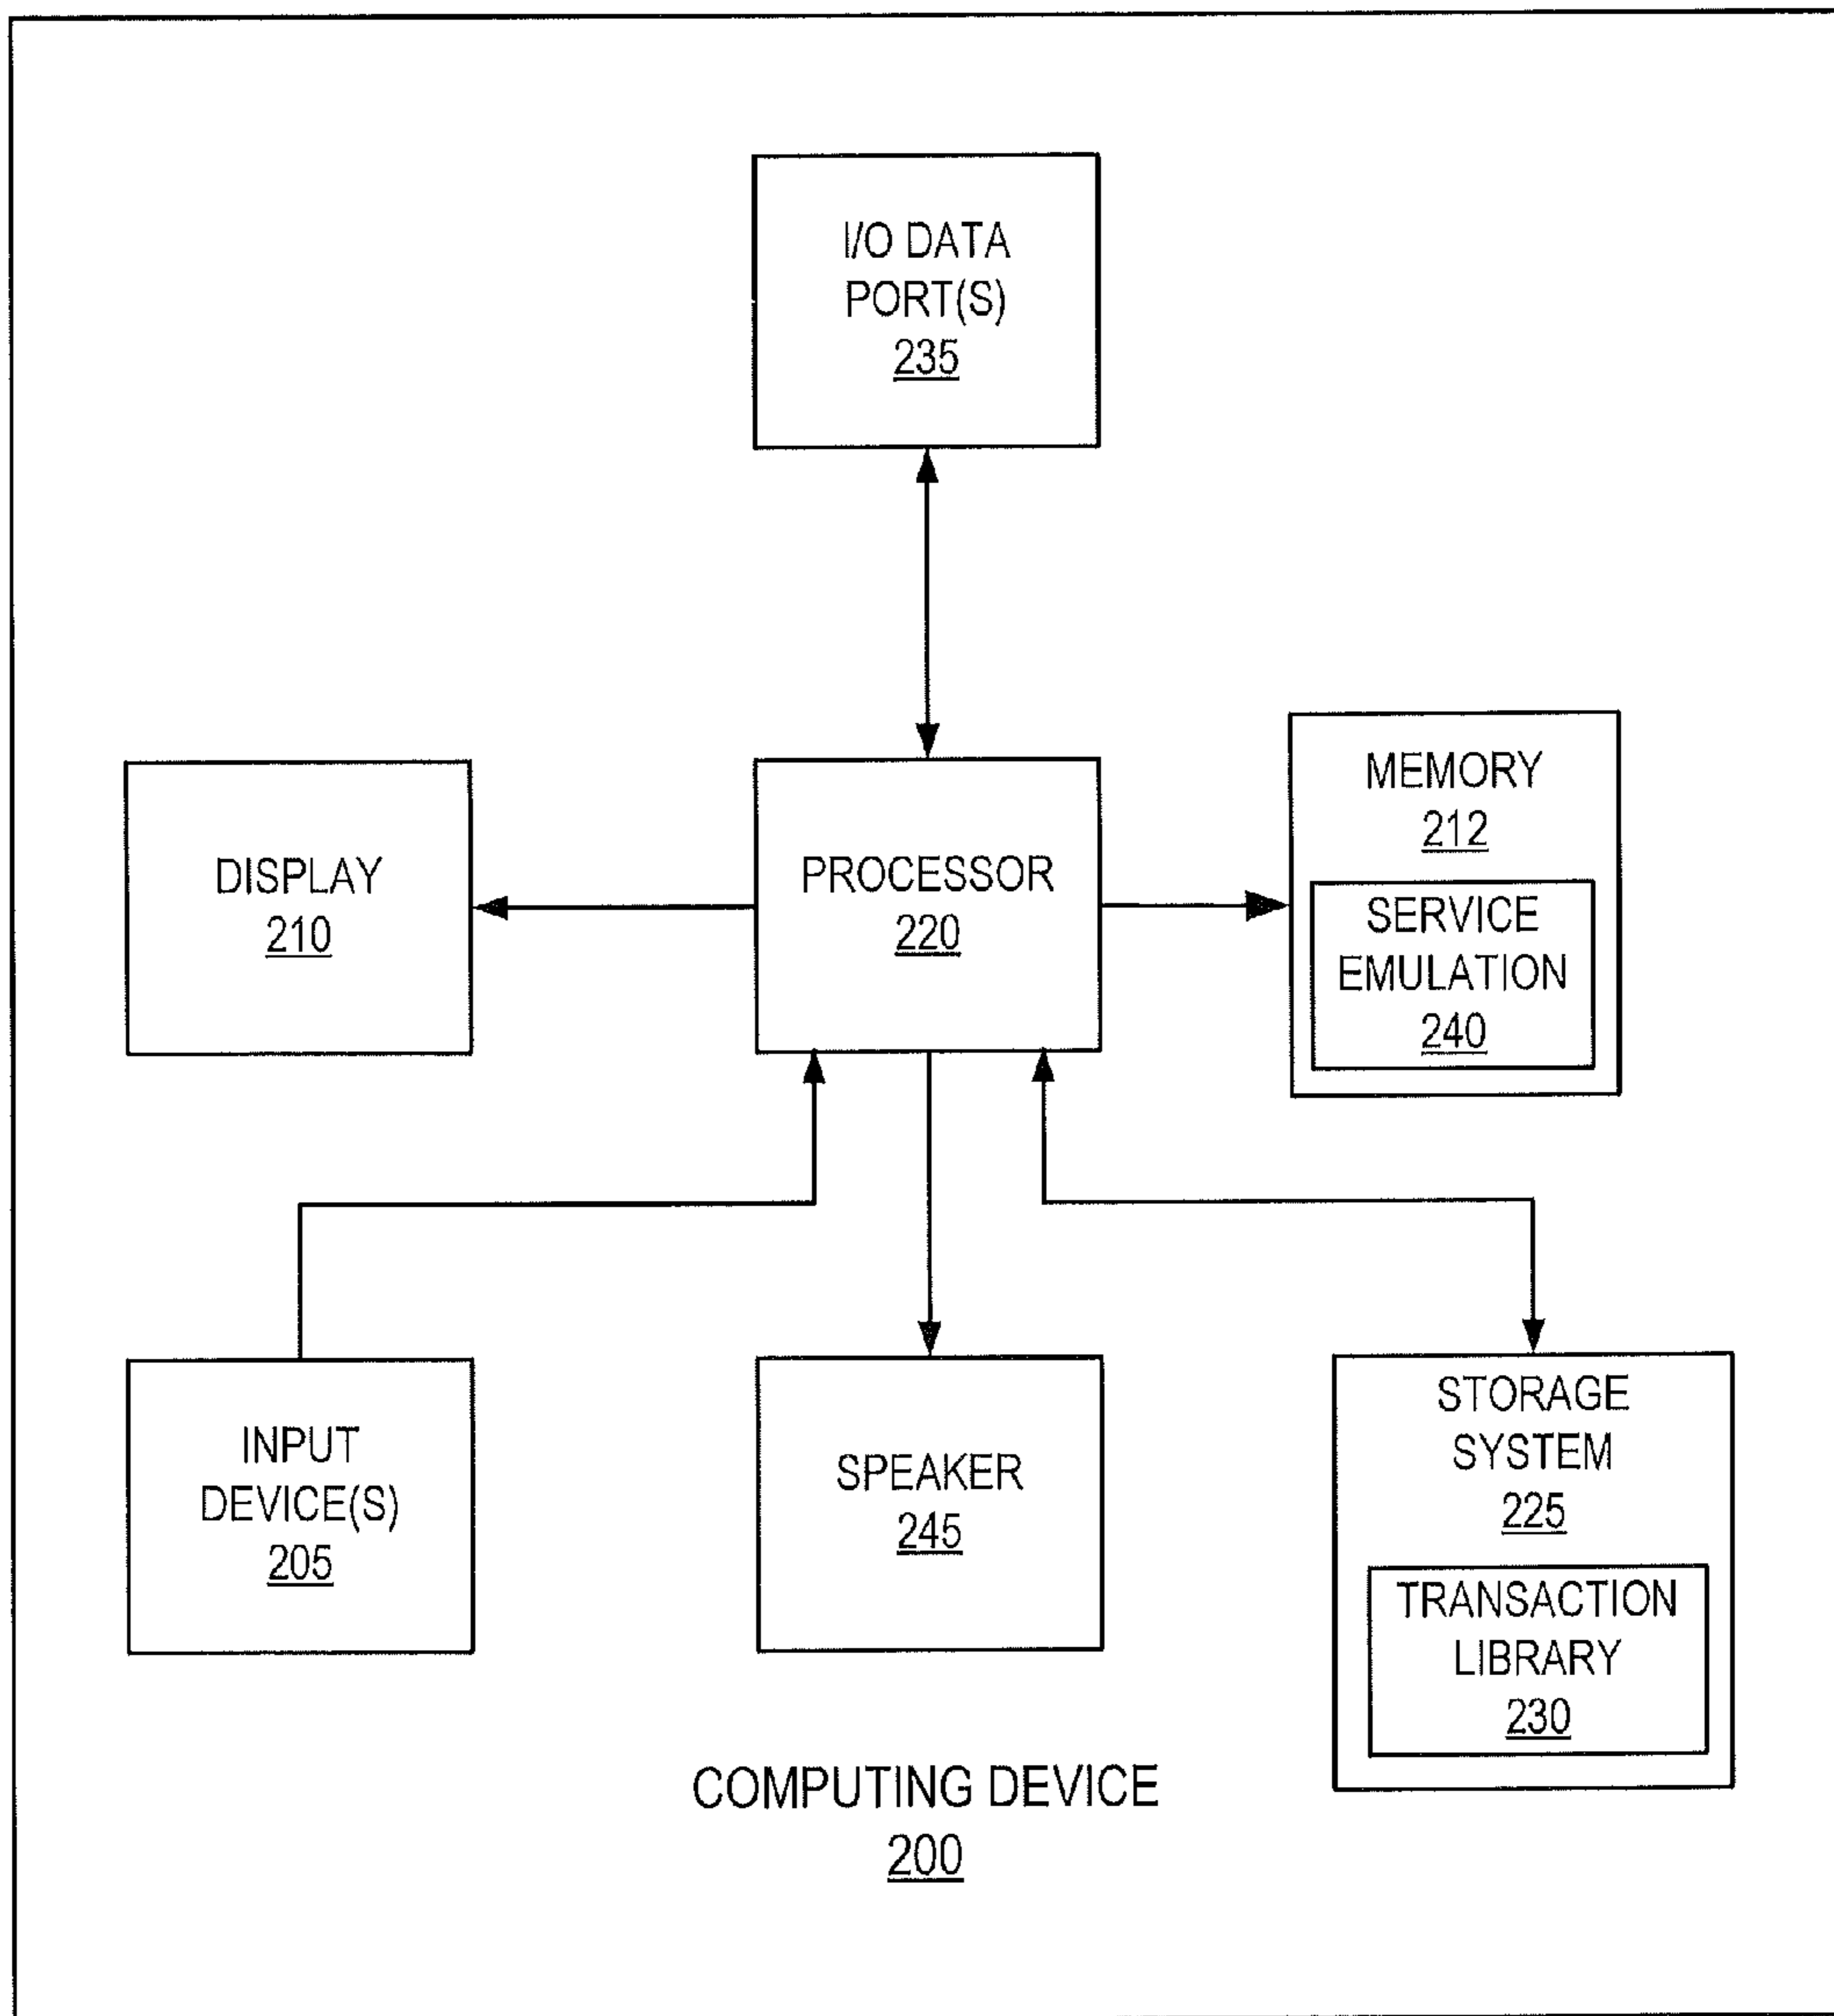 I/O DATA
PORT(S)
235
DISPLAY
210
PROCESSOR
220
MEMORY
212
SERVICE
EMULATION
240
INPUT
DEVICE(S)
205
SPEAKER
245
STORAGE
SYSTEM
225
TRANSACTION
LIBRARY
230
COMPUTING DEVICE
200